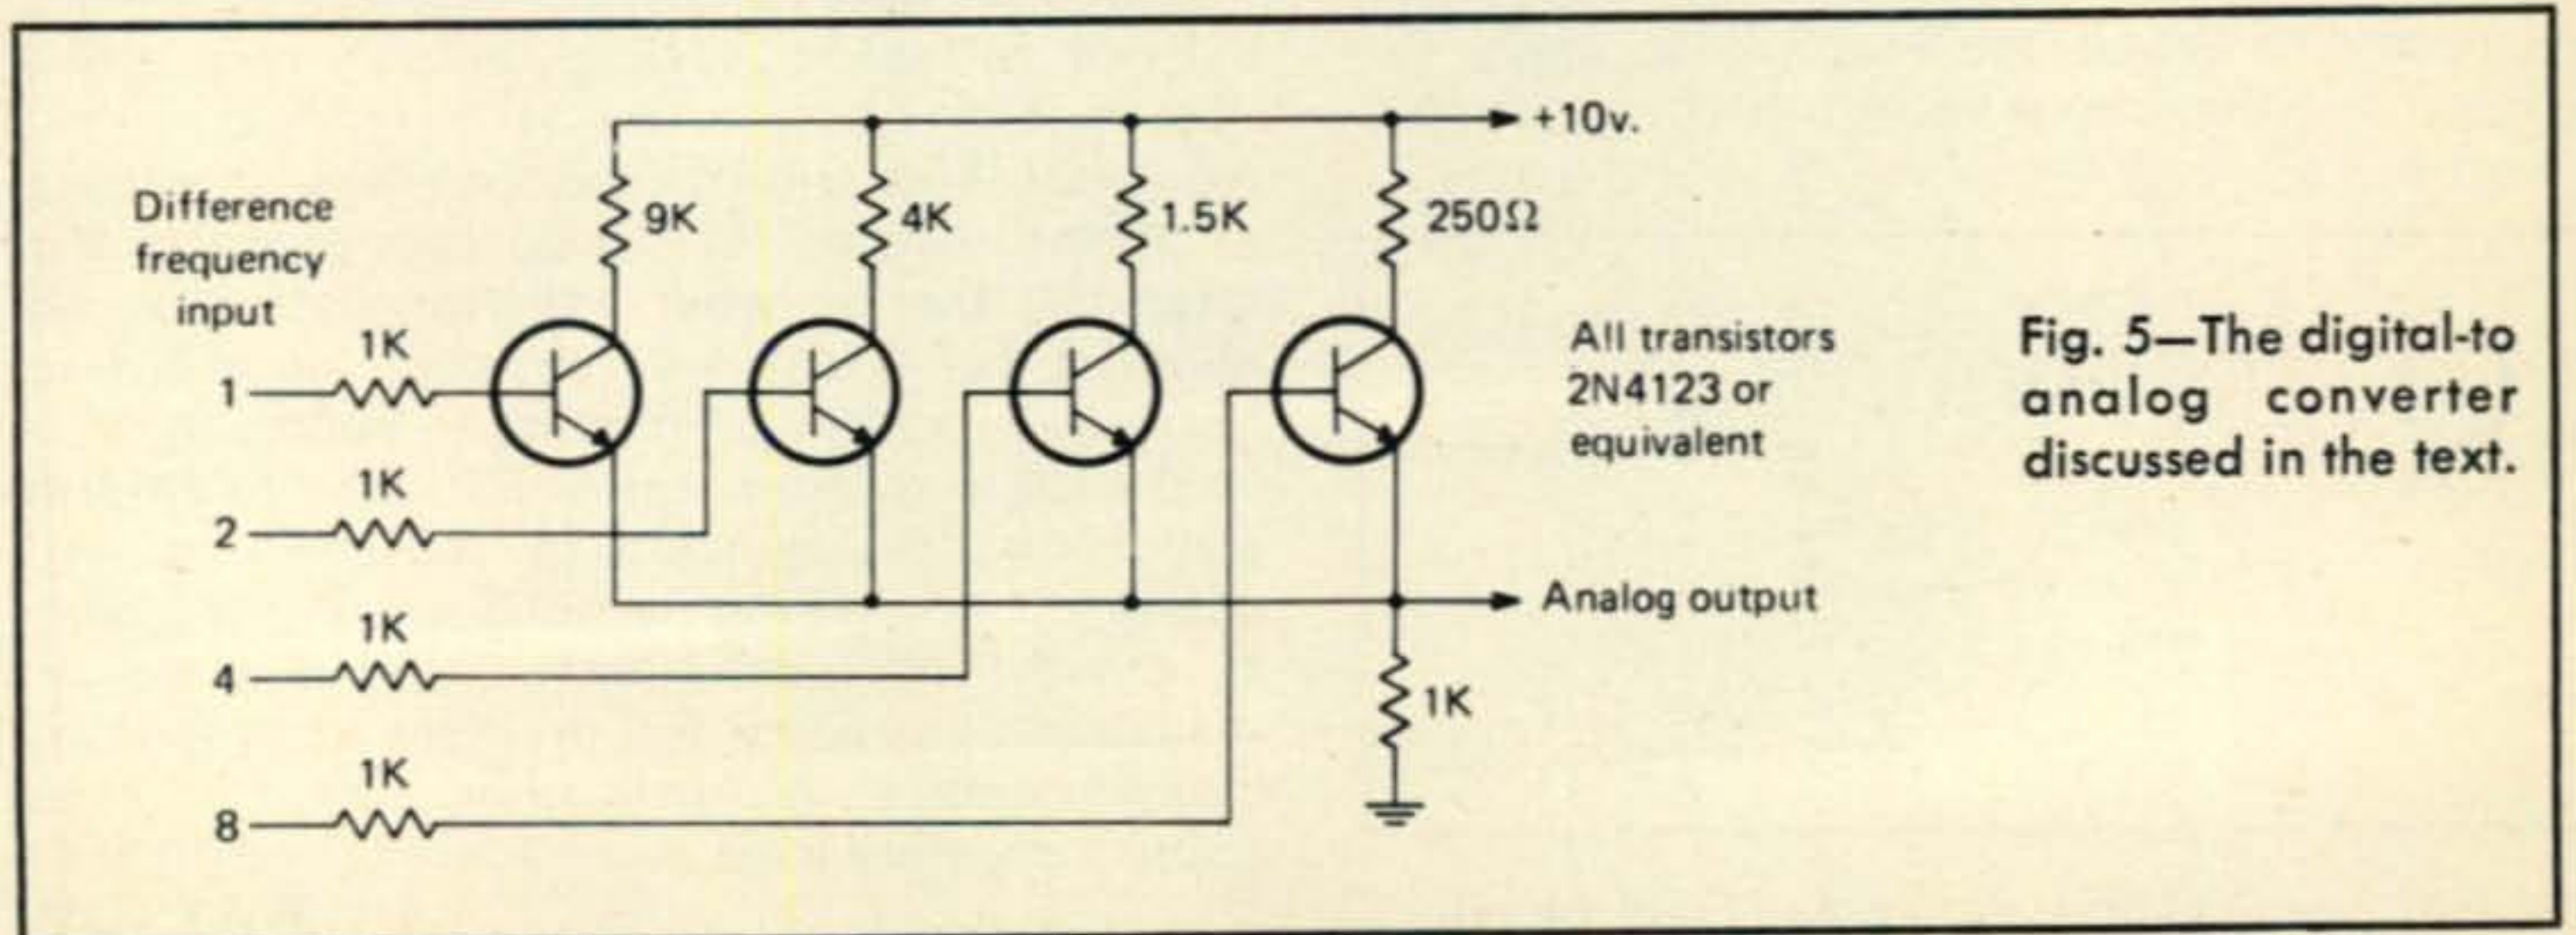 +10v.
9K
4K
1.5K
250Ω
Difference
frequency
input
1K
1
1K
2
1K
4
1K
8
All transistors
2N4123 or
equivalent
Analog output
1K
Fig. 5—The digital-to
analog converter
discussed in the text.